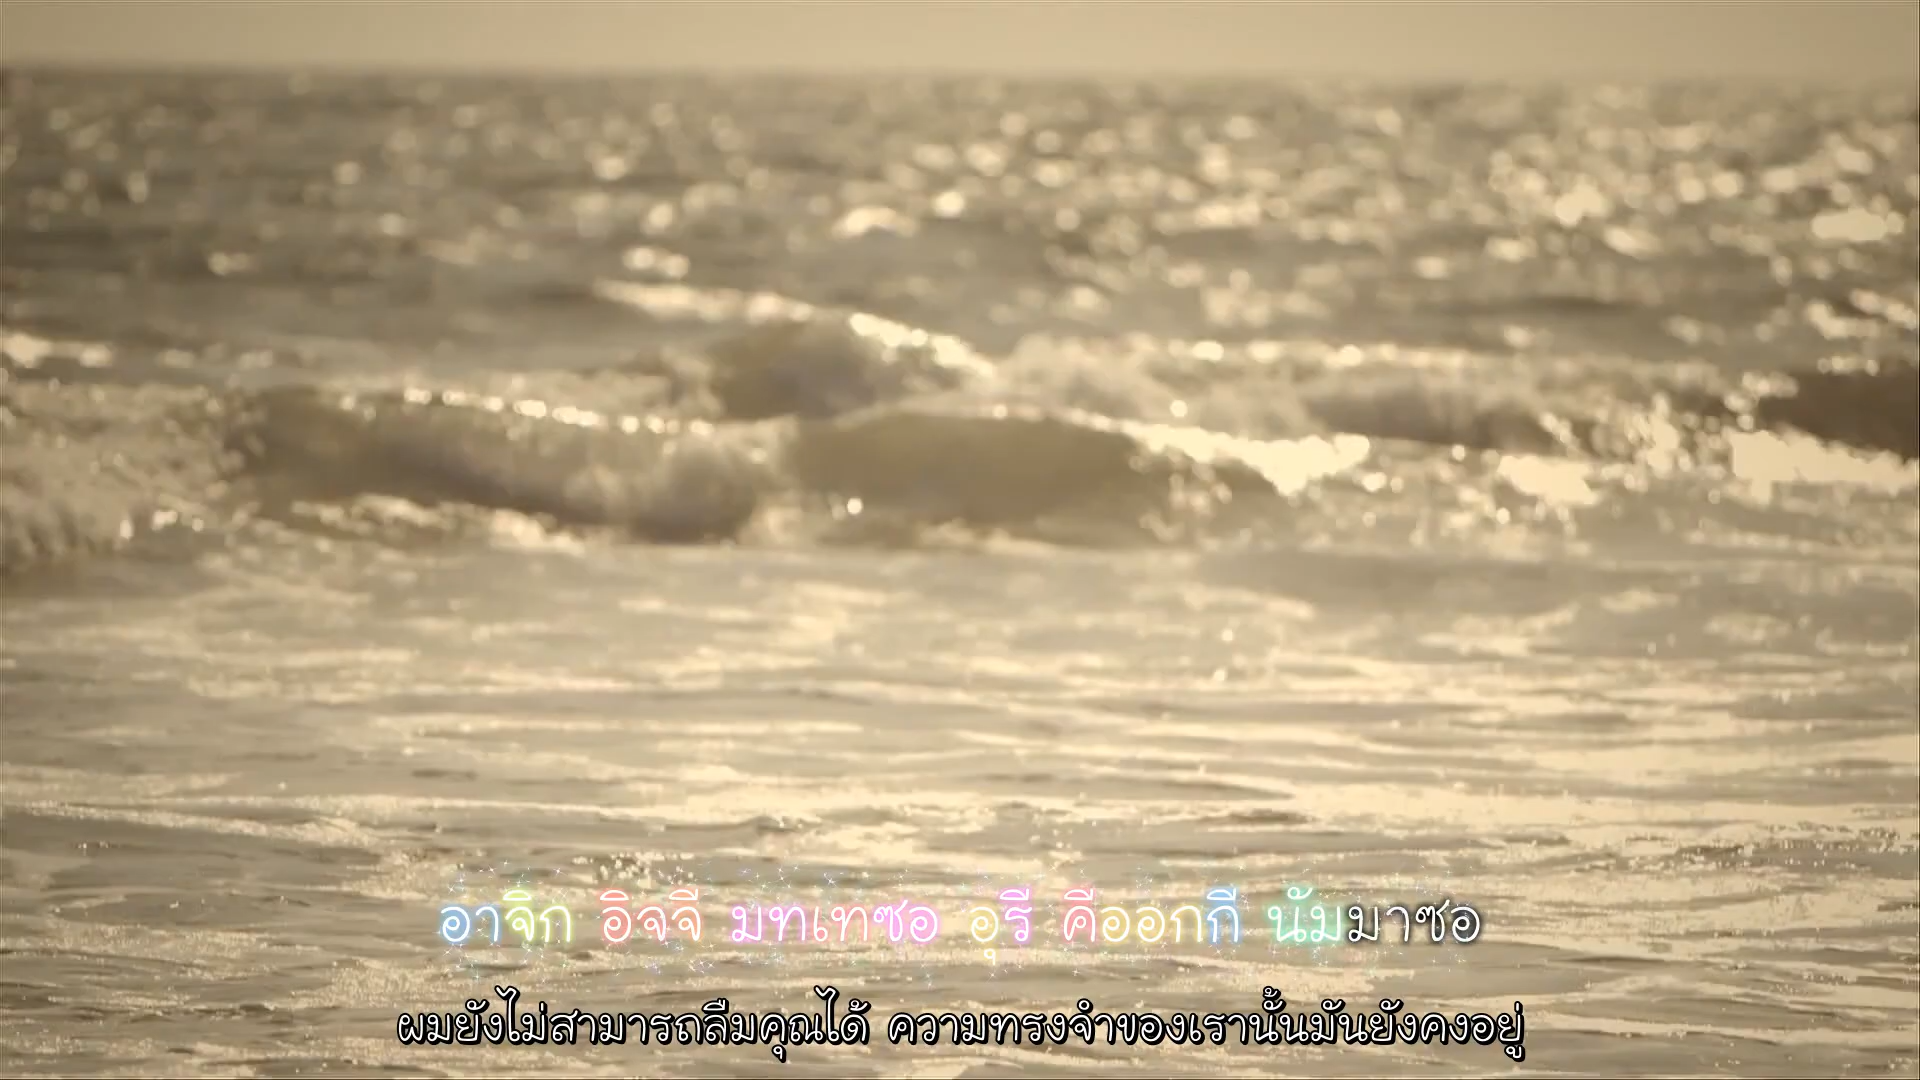 อาจิก อิจจี มทเทซอ อุรี คีออกกี นัมมาซอ
ผมยังไม่สามารถลืมคุณได้ ความทรงจำของเรานั้นมันยังคงอยู่